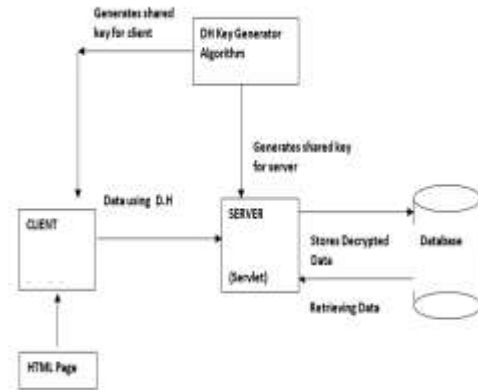 Generates shared
key for client
DH Key Generator
Algorithm
Generates shared key
for server
Data using D.H
CLIENT
SERVER
(Servlet)
Stores Decrypted
Data
Database
Retrieving Data
HTML Page